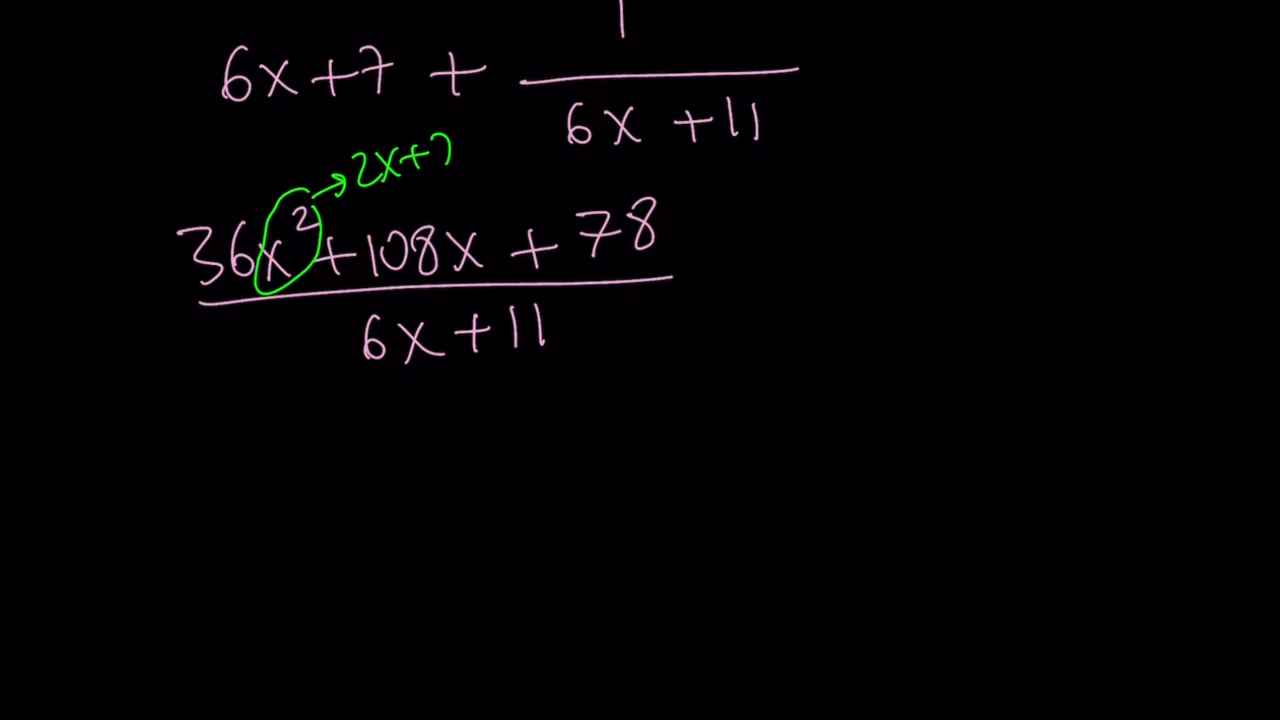 6x+7 + 1/(6x+11)
→ 2x+7
36x²+108x+78
6x+11